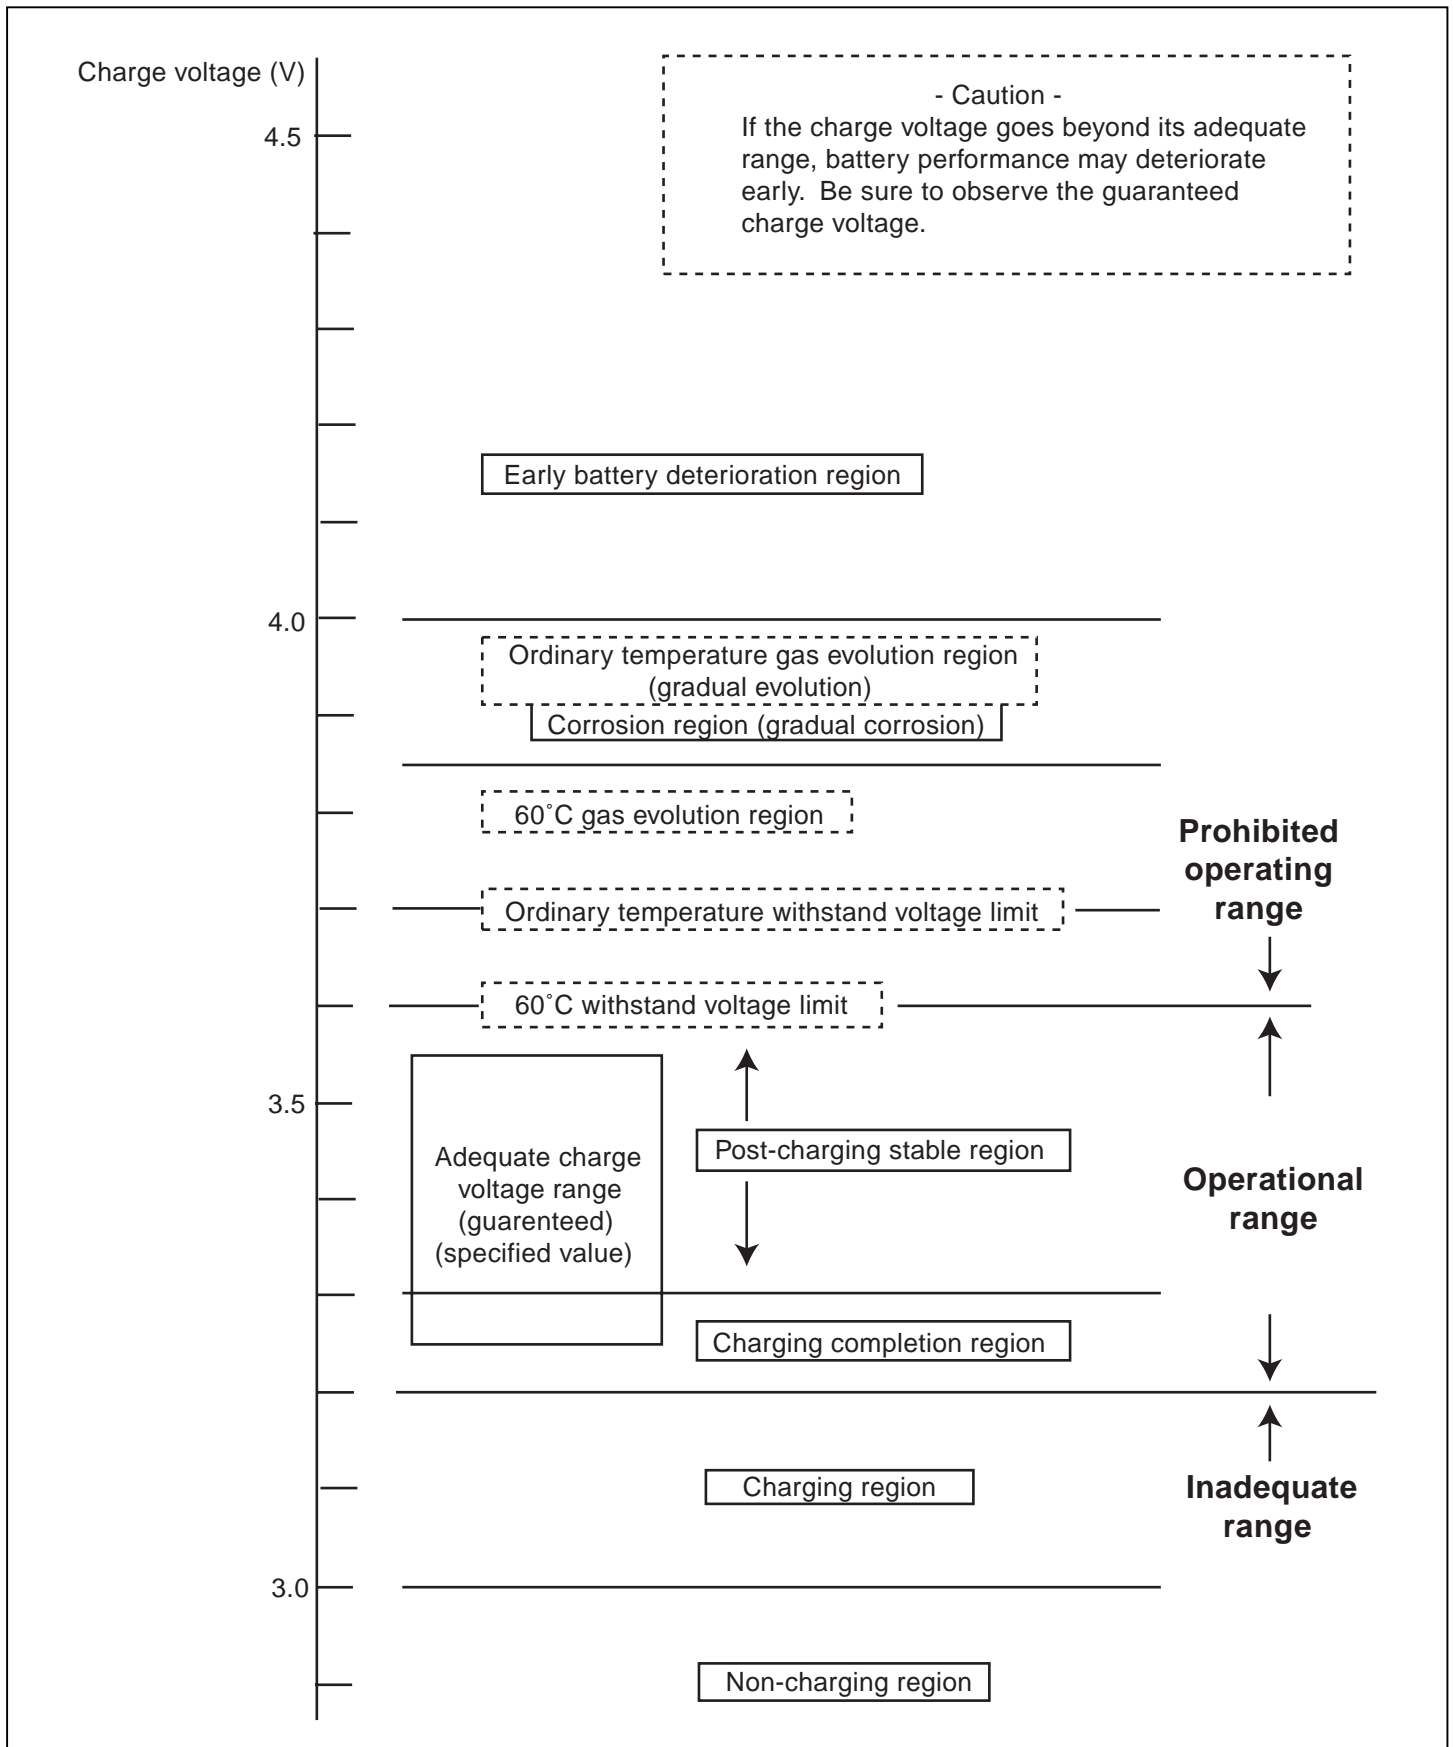 Charge voltage (V)
- Caution -
If the charge voltage goes beyond its adequate
range, battery performance may deteriorate
early.  Be sure to observe the guaranteed
charge voltage.
4.5
Early battery deterioration region
4.0
Ordinary temperature gas evolution region
(gradual evolution)
Corrosion region (gradual corrosion)
60˚C gas evolution region
Prohibited
operating
range
Ordinary temperature withstand voltage limit
60˚C withstand voltage limit
3.5
Adequate charge
voltage range
(guarenteed)
(specified value)
Post-charging stable region
Operational
range
Charging completion region
Charging region
Inadequate
range
3.0
Non-charging region